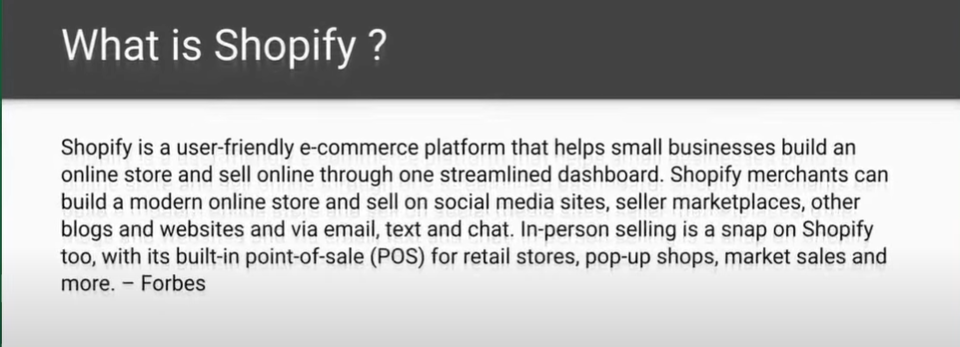 What is Shopify ?
Shopify is a user-friendly e-commerce platform that helps small businesses build an
online store and sell online through one streamlined dashboard. Shopify merchants can
build a modern online store and sell on social media sites, seller marketplaces, other
blogs and websites and via email, text and chat. In-person selling is a snap on Shopify
too, with its built-in point-of-sale (POS) for retail stores, pop-up shops, market sales and
more. – Forbes